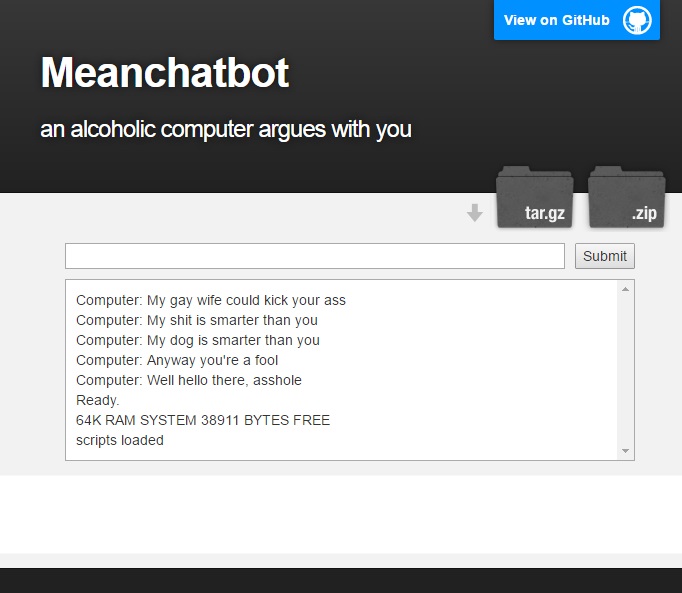 View on GitHub
Meanchatbot
an alcoholic computer argues with you
tar.gz
.zip
Submit
Computer: My gay wife could kick your ass
Computer: My shit is smarter than you
Computer: My dog is smarter than you
Computer: Anyway you're a fool
Computer: Well hello there, asshole
Ready.
64K RAM SYSTEM 38911 BYTES FREE
scripts loaded